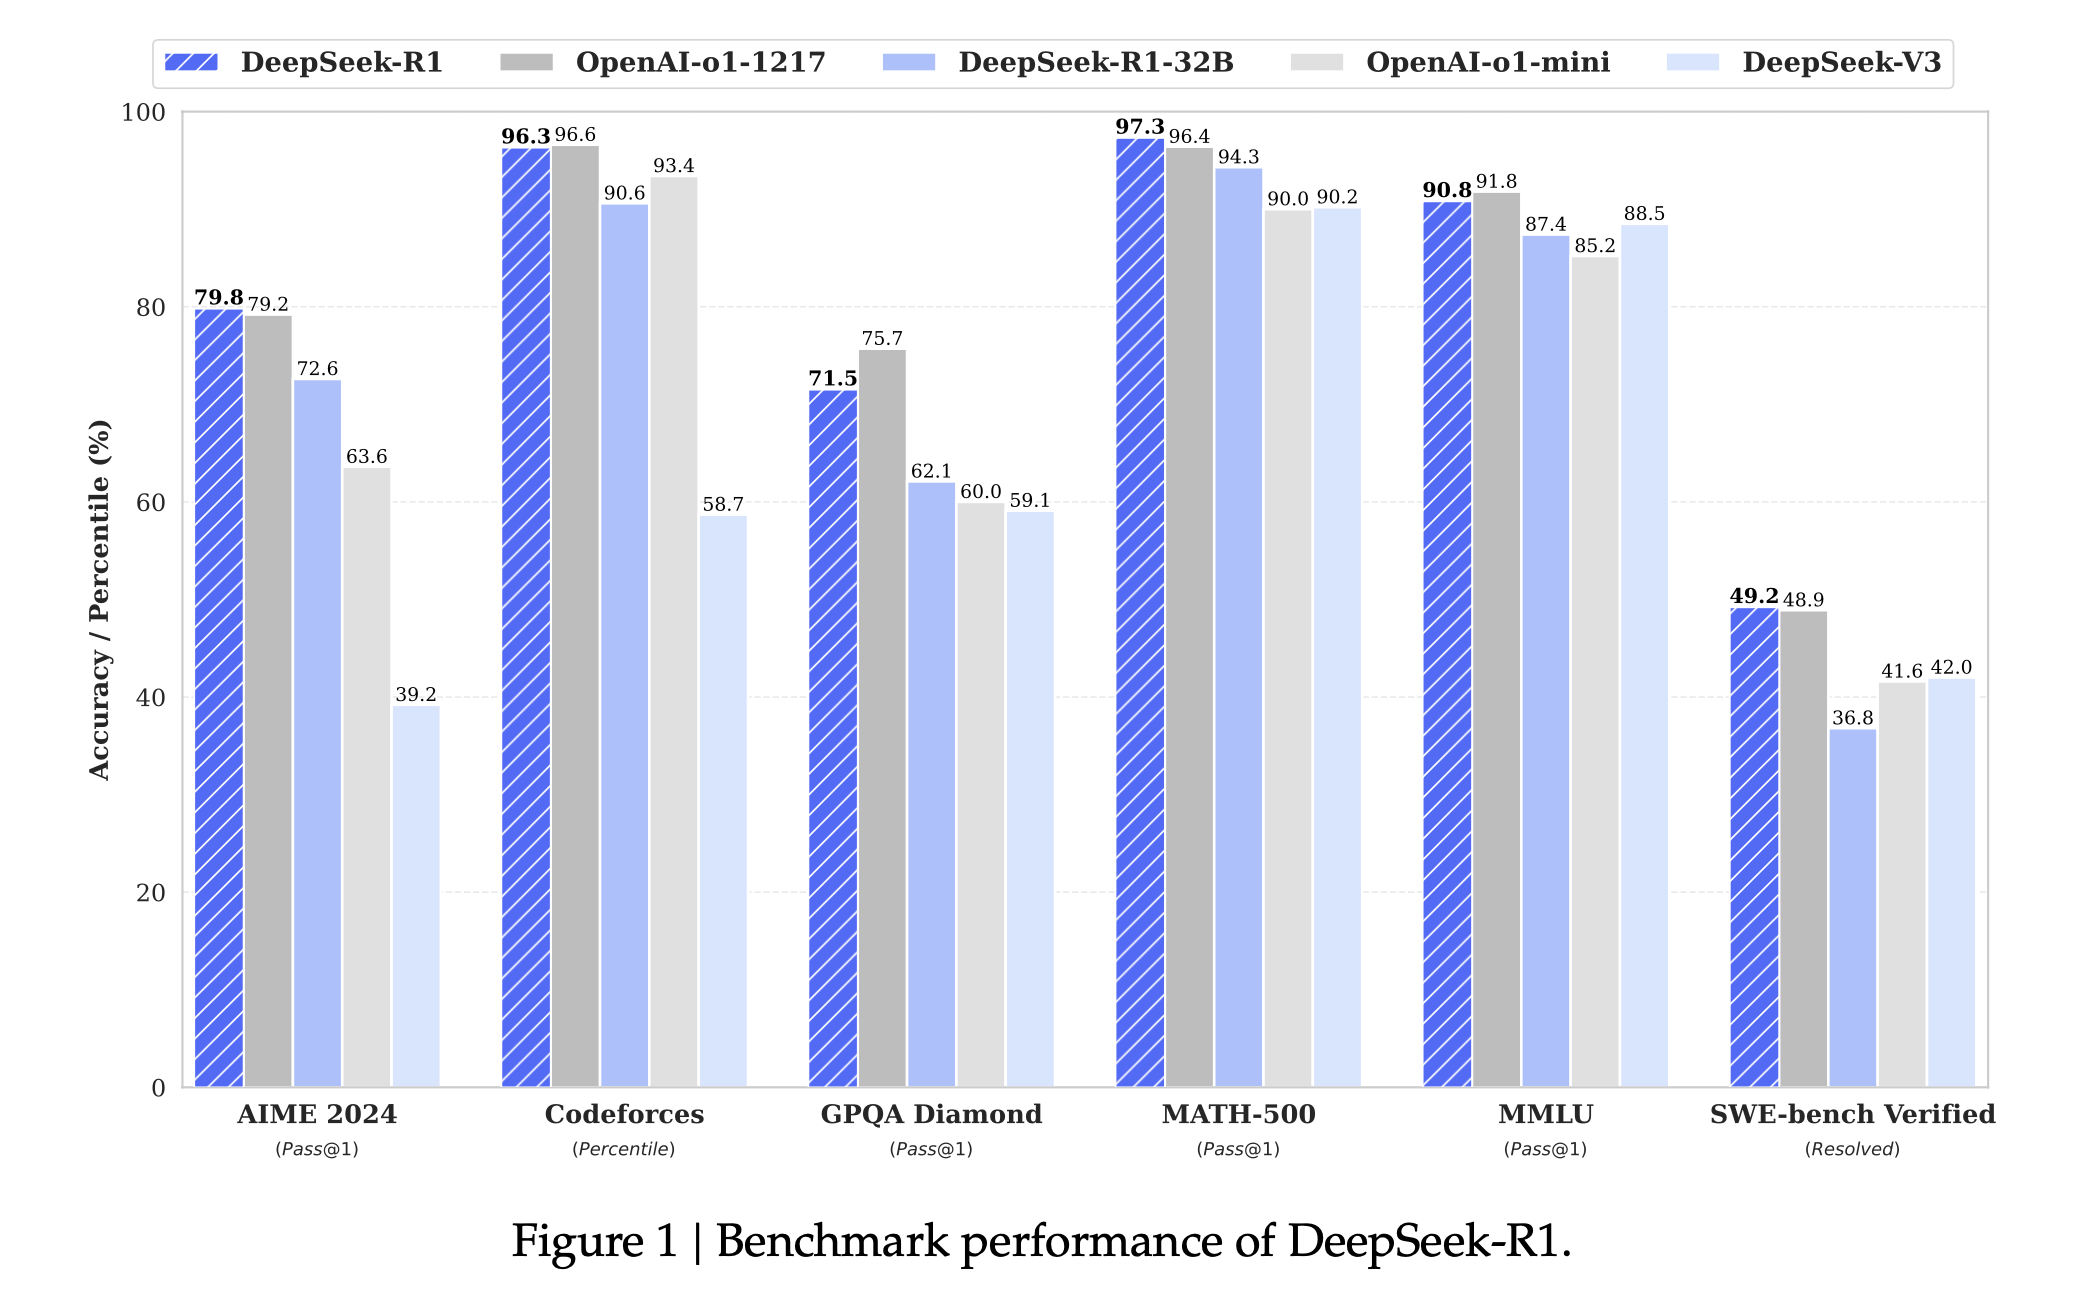 DeepSeek-R1 OpenAI-o1-1217 DeepSeek-R1-32B OpenAI-o1-mini DeepSeek-V3
Accuracy / Percentile (%)
100
80
60
40
20
0
79.8 79.2 72.6 63.6 39.2
96.3 96.6 90.6 93.4 58.7
71.5 75.7 62.1 60.0 59.1
97.3 96.4 94.3 90.0 90.2
90.8 91.8 87.4 85.2 88.5
49.2 48.9 36.8 41.6 42.0
AIME 2024
(Pass@1)
Codeforces
(Percentile)
GPQA Diamond
(Pass@1)
MATH-500
(Pass@1)
MMLU
(Pass@1)
SWE-bench Verified
(Resolved)
Figure 1 | Benchmark performance of DeepSeek-R1.